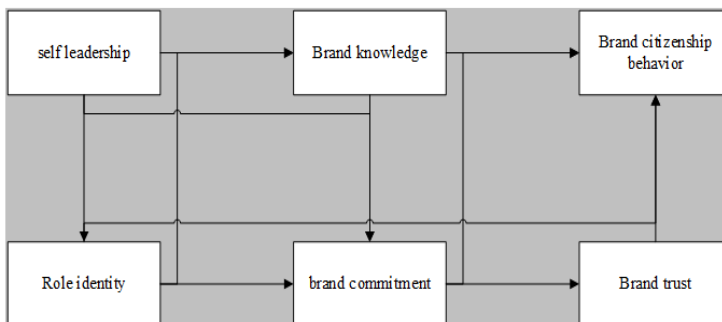 self leadership
Brand knowledge
Brand citizenship
behavior
Role identity
brand commitment
Brand trust